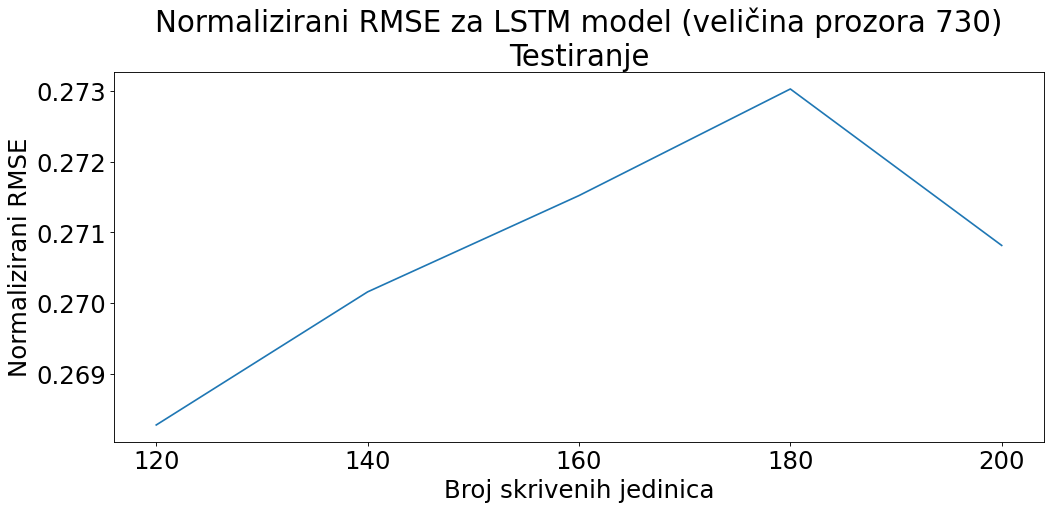 Normalizirani RMSE za LSTM model (veličina prozora 730)
Testiranje
Normalizirani RMSE
0.273
0.272
0.271
0.270
0.269
120 140 160 180 200
Broj skrivenih jedinica